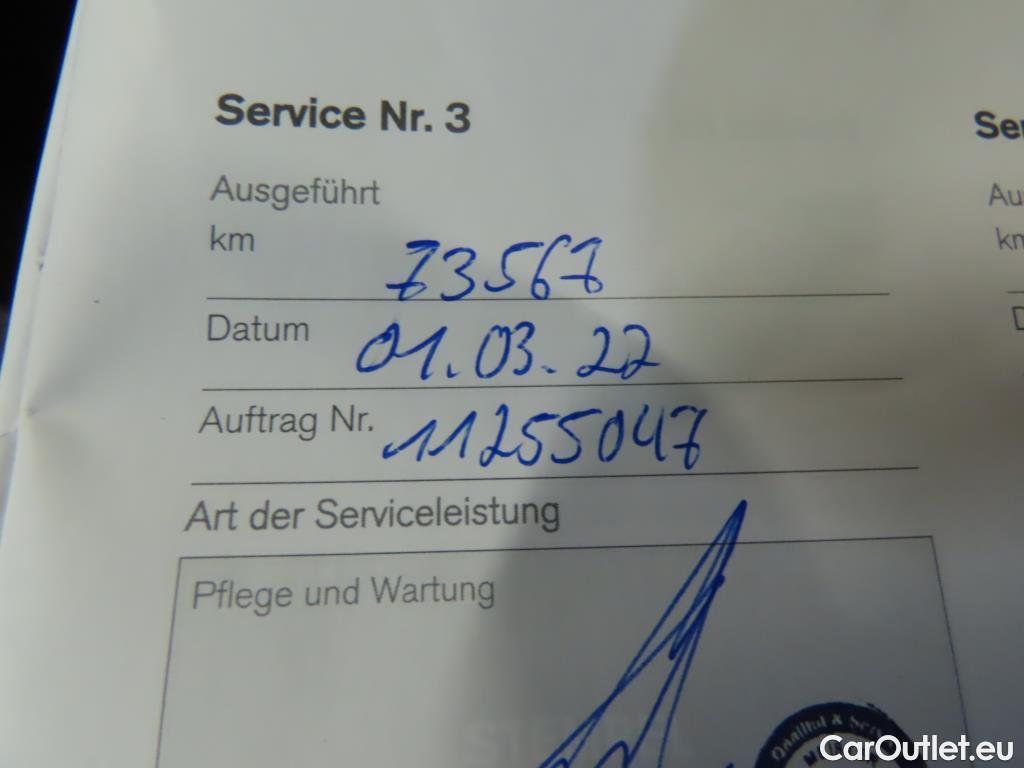 Service Nr. 3
Ausgeführt
km 73567
Datum 01.03.22
Auftrag Nr. 11255047
Art der Serviceleistung
Pflege und Wartung
CarOutlet.eu